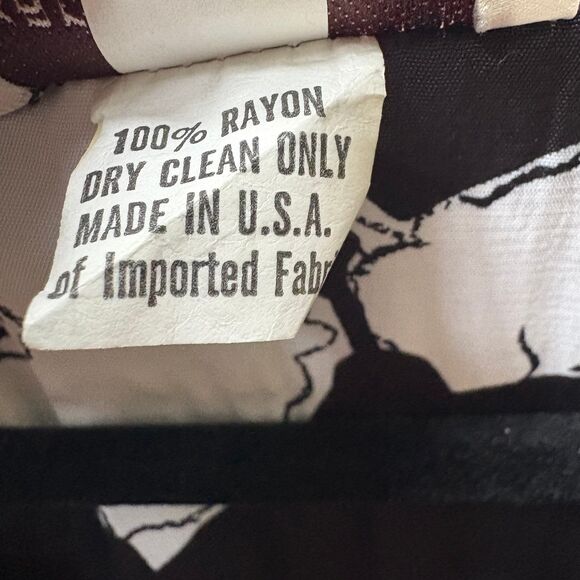 100% RAYON
DRY CLEAN ONLY
MADE IN U.S.A.
of Imported Fabr